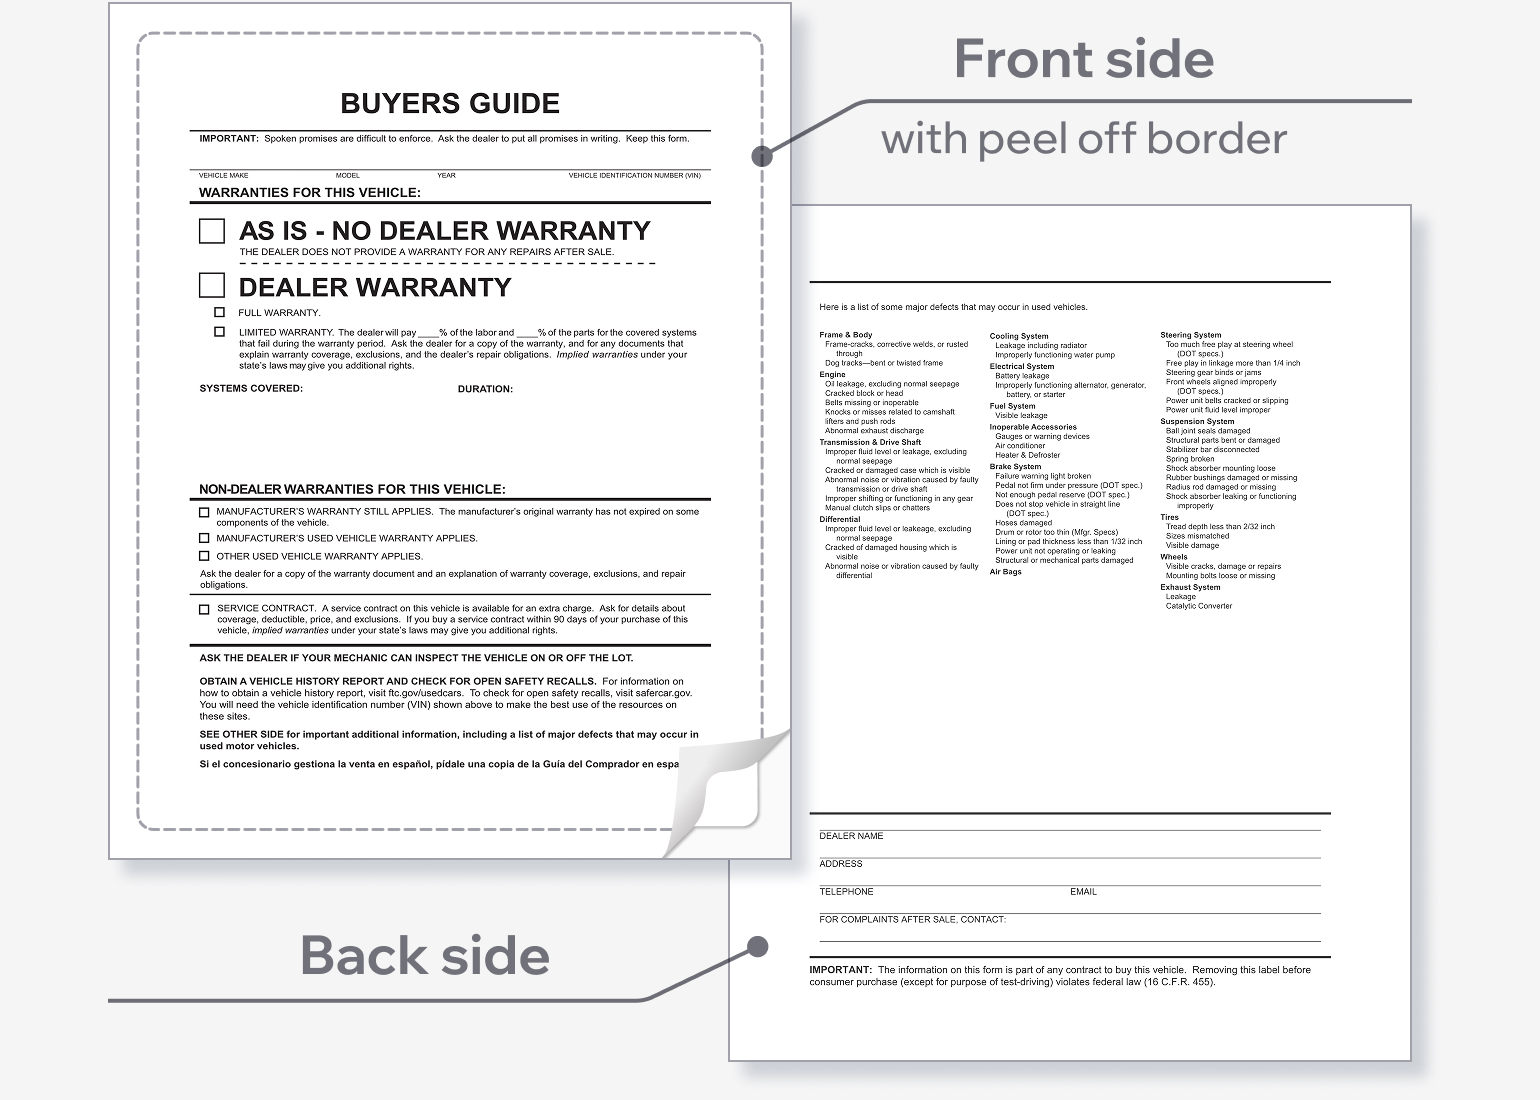 Front side
with peel off border
BUYERS GUIDE
IMPORTANT: Spoken promises are difficult to enforce. Ask the dealer to put all promises in writing. Keep this form.
VEHICLE MAKE MODEL YEAR VEHICLE IDENTIFICATION NUMBER (VIN)
WARRANTIES FOR THIS VEHICLE:
AS IS - NO DEALER WARRANTY
THE DEALER DOES NOT PROVIDE A WARRANTY FOR ANY REPAIRS AFTER SALE.
DEALER WARRANTY
FULL WARRANTY.
LIMITED WARRANTY. The dealer will pay ____% of the labor and ____% of the parts for the covered systems
that fail during the warranty period. Ask the dealer for a copy of the warranty, and for any documents that
explain warranty coverage, exclusions, and the dealer's repair obligations. Implied warranties under your
state's laws may give you additional rights.
SYSTEMS COVERED: DURATION:
NON-DEALER WARRANTIES FOR THIS VEHICLE:
MANUFACTURER'S WARRANTY STILL APPLIES. The manufacturer's original warranty has not expired on some
components of the vehicle.
MANUFACTURER'S USED VEHICLE WARRANTY APPLIES.
OTHER USED VEHICLE WARRANTY APPLIES.
Ask the dealer for a copy of the warranty document and an explanation of warranty coverage, exclusions, and repair
obligations.
SERVICE CONTRACT. A service contract on this vehicle is available for an extra charge. Ask for details about
coverage, deductible, price, and exclusions. If you buy a service contract within 90 days of your purchase of this
vehicle, implied warranties under your state's laws may give you additional rights.
ASK THE DEALER IF YOUR MECHANIC CAN INSPECT THE VEHICLE ON OR OFF THE LOT.
OBTAIN A VEHICLE HISTORY REPORT AND CHECK FOR OPEN SAFETY RECALLS. For information on
how to obtain a vehicle history report, visit ftc.gov/usedcars. To check for open safety recalls, visit safercar.gov.
You will need the vehicle identification number (VIN) shown above to make the best use of the resources on
these sites.
SEE OTHER SIDE for important additional information, including a list of major defects that may occur in
used motor vehicles.
Si el concesionario gestiona la venta en español, pídale una copia de la Guía del Comprador en espa
Back side
Here is a list of some major defects that may occur in used vehicles.
Frame & Body
Frame-cracks, corrective welds, or rusted
through
Dog tracks—bent or twisted frame
Engine
Oil leakage, excluding normal seepage
Cracked block or head
Belts missing or inoperable
Knocks or misses related to camshaft
lifters and push rods
Abnormal exhaust discharge
Transmission & Drive Shaft
Improper fluid level or leakage, excluding
normal seepage
Cracked or damaged case which is visible
Abnormal noise or vibration caused by faulty
transmission or drive shaft
Improper shifting or functioning in any gear
Manual clutch slips or chatters
Differential
Improper fluid level or leakeage, excluding
normal seepage
Cracked of damaged housing which is
visible
Abnormal noise or vibration caused by faulty
differential
Cooling System
Leakage including radiator
Improperly functioning water pump
Electrical System
Battery leakage
Improperly functioning alternator, generator,
battery, or starter
Fuel System
Visible leakage
Inoperable Accessories
Gauges or warning devices
Air conditioner
Heater & Defroster
Brake System
Failure warning light broken
Pedal not firm under pressure (DOT spec.)
Not enough pedal reserve (DOT spec.)
Does not stop vehicle in straight line
(DOT spec.)
Hoses damaged
Drum or rotor too thin (Mfgr. Specs)
Lining or pad thickness less than 1/32 inch
Power unit not operating or leaking
Structural or mechanical parts damaged
Air Bags
Steering System
Too much free play at steering wheel
(DOT specs.)
Free play in linkage more than 1/4 inch
Steering gear binds or jams
Front wheels aligned improperly
(DOT specs.)
Power unit belts cracked or slipping
Power unit fluid level improper
Suspension System
Ball joint seals damaged
Structural parts bent or damaged
Stabilizer bar disconnected
Spring broken
Shock absorber mounting loose
Rubber bushings damaged or missing
Radius rod damaged or missing
Shock absorber leaking or functioning
improperly
Tires
Tread depth less than 2/32 inch
Sizes mismatched
Visible damage
Wheels
Visible cracks, damage or repairs
Mounting bolts loose or missing
Exhaust System
Leakage
Catalytic Converter
DEALER NAME
ADDRESS
TELEPHONE EMAIL
FOR COMPLAINTS AFTER SALE, CONTACT:
IMPORTANT: The information on this form is part of any contract to buy this vehicle. Removing this label before
consumer purchase (except for purpose of test-driving) violates federal law (16 C.F.R. 455).